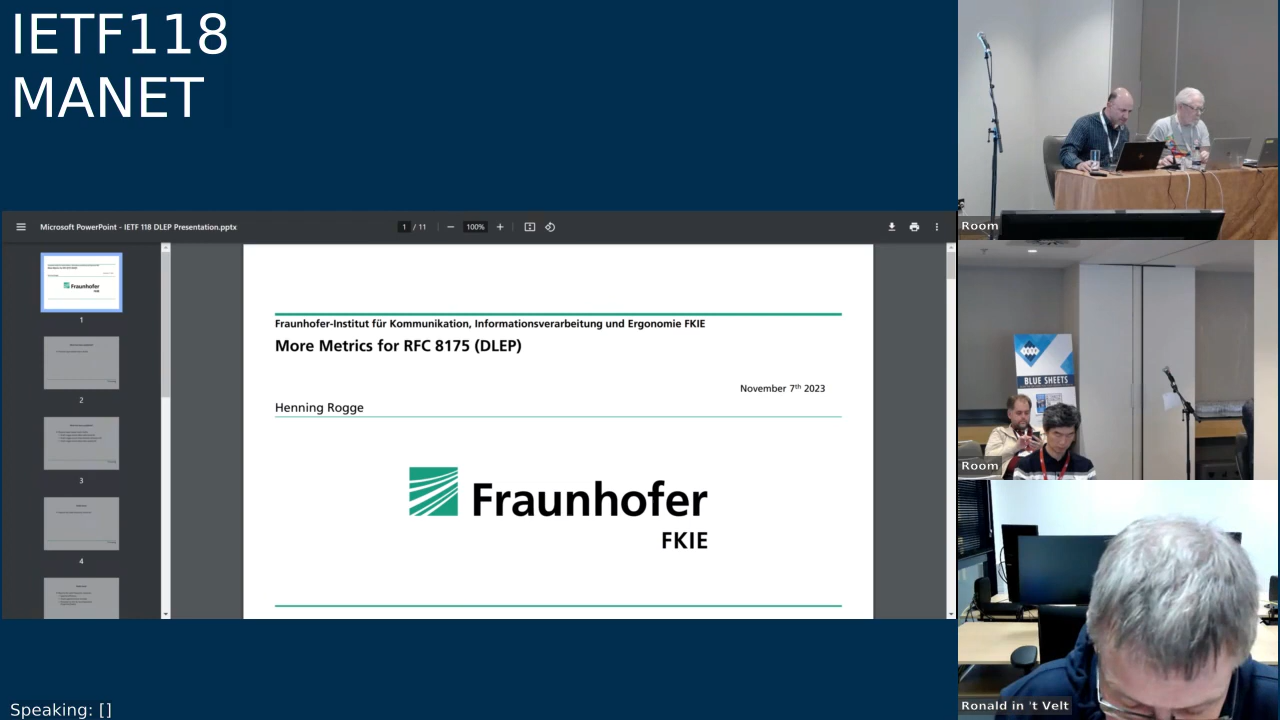 IETF118
MANET
Microsoft PowerPoint - IETF 118 DLEP Presentation.pptx
1 / 11
100%
1
2
3
4
Fraunhofer-Institut für Kommunikation, Informationsverarbeitung und Ergonomie FKIE
More Metrics for RFC 8175 (DLEP)
November 7th 2023
Henning Rogge
Fraunhofer
FKIE
Fraunhofer
Room
BLUE SHEETS
Room
Ronald in 't Velt
Speaking: []